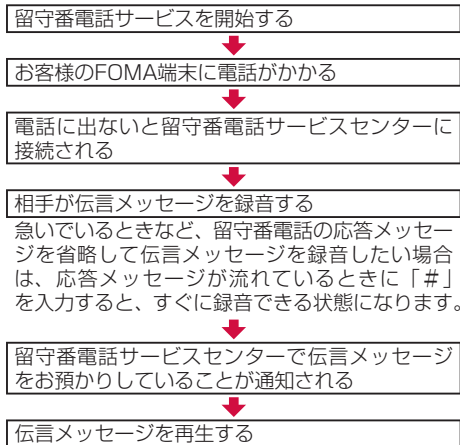 留守番電話サービスを開始する
お客様のFOMA端末に電話がかかる
電話に出ないと留守番電話サービスセンターに
接続される
相手が伝言メッセージを録音する
急いでいるときなど、留守番電話の応答メッセー
ジを省略して伝言メッセージを録音したい場合
は、応答メッセージが流れているときに「#」
を入力すると、すぐに録音できる状態になります。
留守番電話サービスセンターで伝言メッセージ
をお預かりしていることが通知される
伝言メッセージを再生する